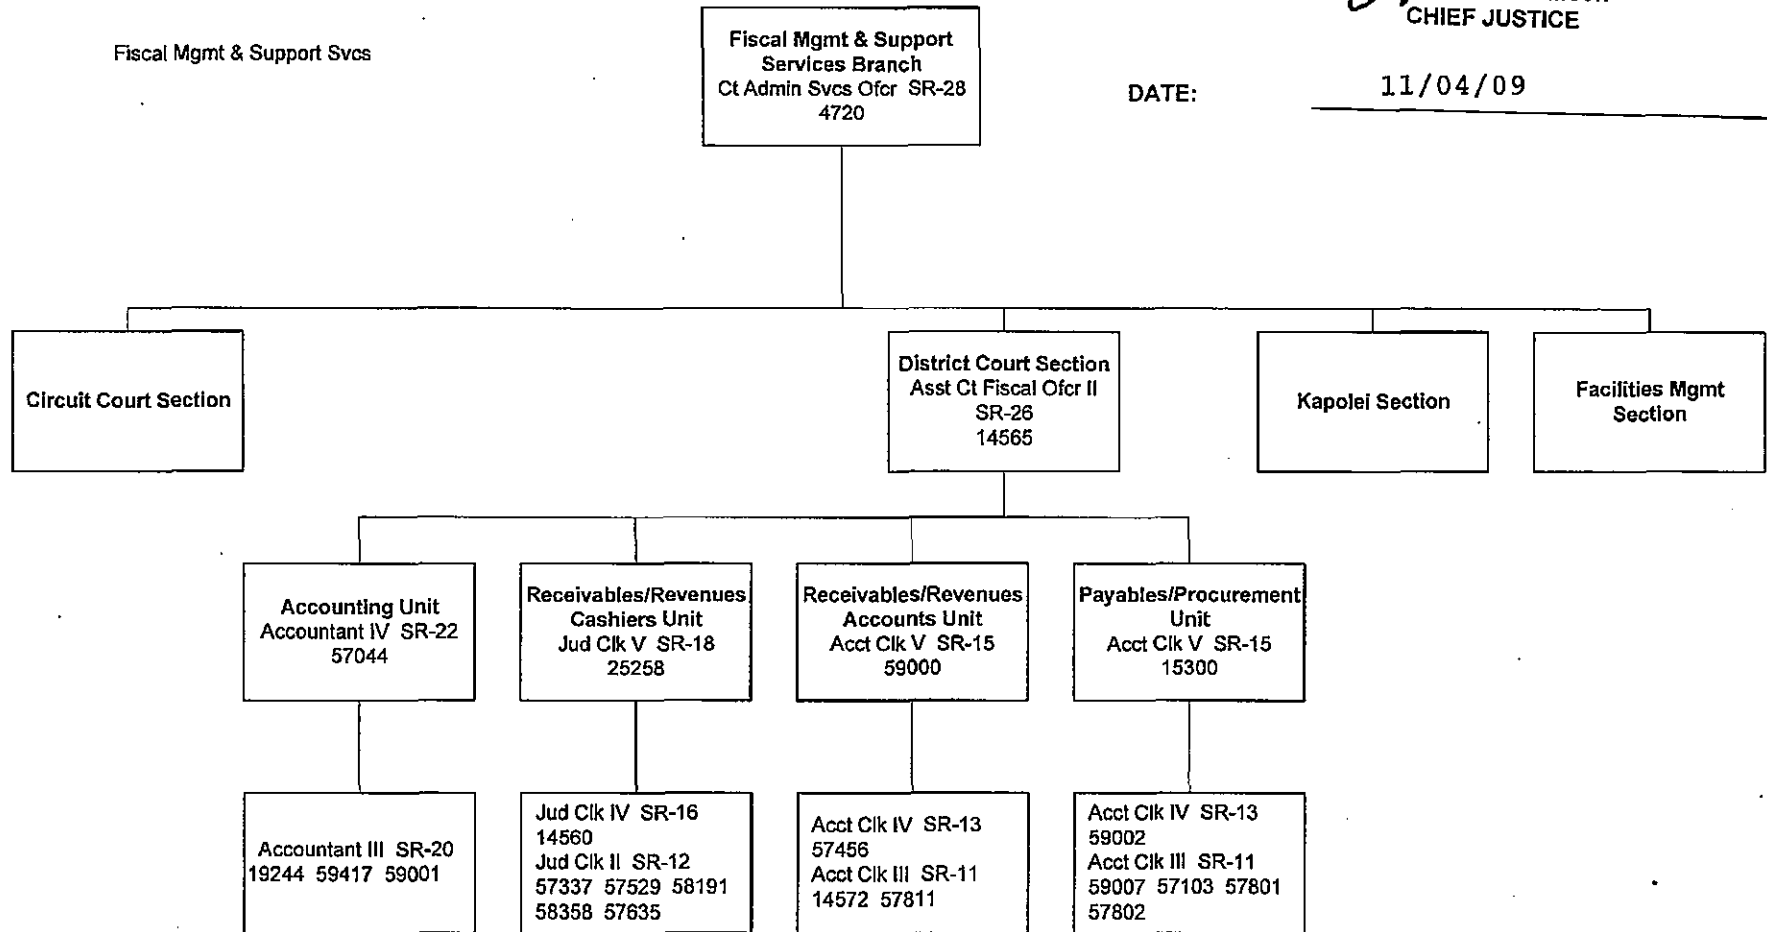 CHIEF JUSTICE
Fiscal Mgmt & Support Svcs
DATE: 11/04/09
Fiscal Mgmt & Support
Services Branch
Ct Admin Svcs Ofcr SR-28
4720
Circuit Court Section
District Court Section
Asst Ct Fiscal Ofcr II
SR-26
14565
Kapolei Section
Facilities Mgmt
Section
Accounting Unit
Accountant IV SR-22
57044
Receivables/Revenues
Cashiers Unit
Jud Clk V SR-18
25258
Receivables/Revenues
Accounts Unit
Acct Clk V SR-15
59000
Payables/Procurement
Unit
Acct Clk V SR-15
15300
Accountant III SR-20
19244 59417 59001
Jud Clk IV SR-16
14560
Jud Clk II SR-12
57337 57529 58191
58358 57635
Acct Clk IV SR-13
57456
Acct Clk III SR-11
14572 57811
Acct Clk IV SR-13
59002
Acct Clk III SR-11
59007 57103 57801
57802